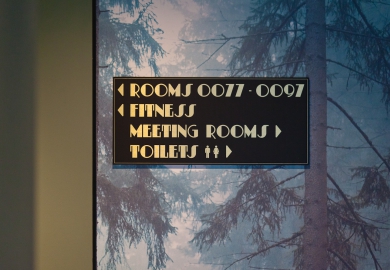 ROOMS 0077 - 0097
FITNESS
MEETING ROOMS
TOILETS